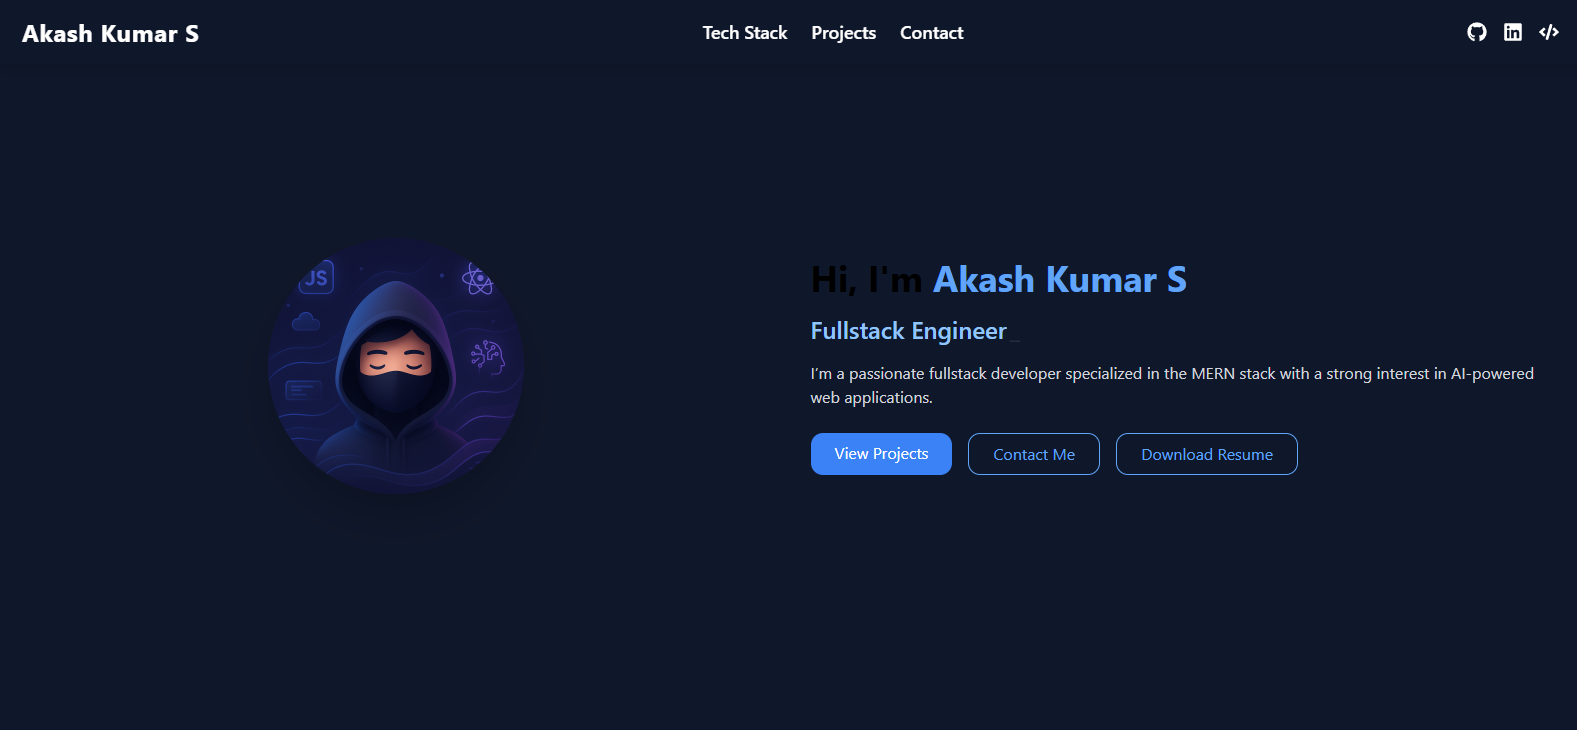 Akash Kumar S
Tech Stack Projects Contact
JS
Hi, I'm Akash Kumar S
Fullstack Engineer_
I’m a passionate fullstack developer specialized in the MERN stack with a strong interest in AI-powered
web applications.
View Projects Contact Me Download Resume